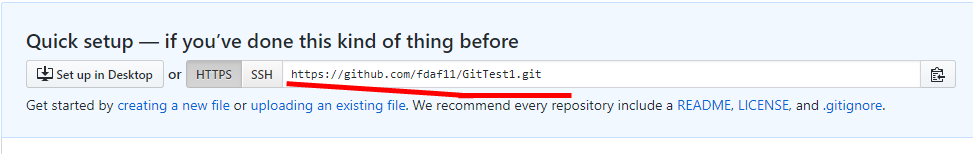 Quick setup — if you’ve done this kind of thing before
Set up in Desktop or HTTPS SSH https://github.com/fdaf11/GitTest1.git
Get started by creating a new file or uploading an existing file. We recommend every repository include a README, LICENSE, and .gitignore.